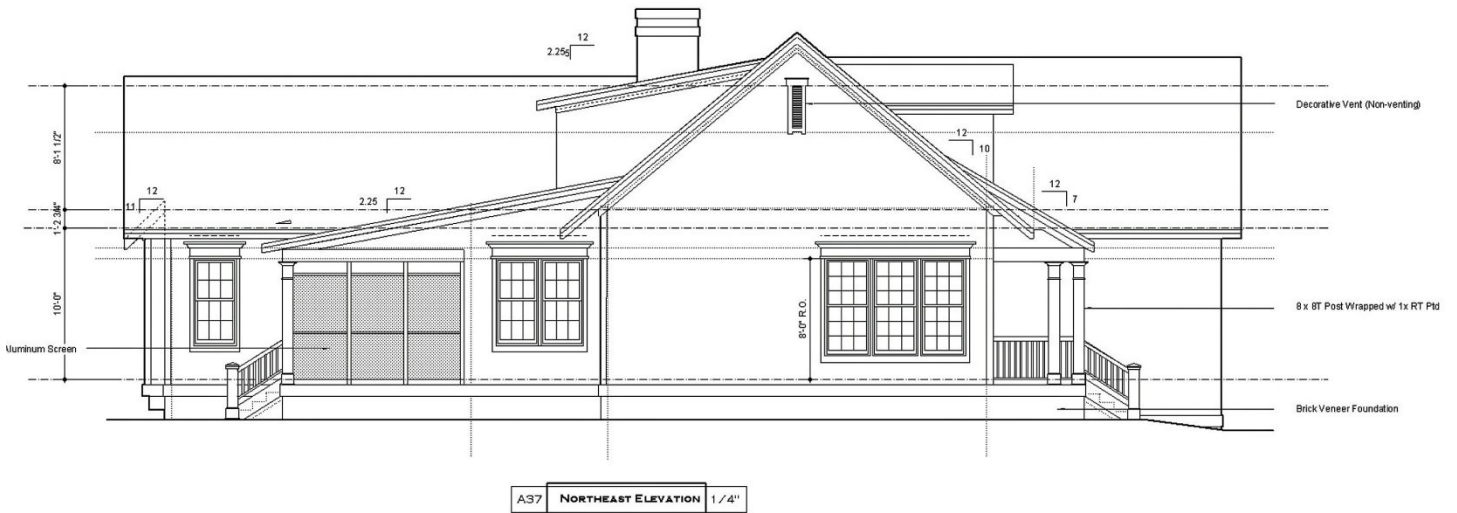 12
2.25
12
2.25
12
11
12
10
12
7
8'-1 1/2"
1'-2 3/4"
10'-0"
8'-0" R.O.
Decorative Vent (Non-venting)
8 x 8T Post Wrapped w/ 1x RT Ptd
Aluminum Screen
Brick Veneer Foundation
A37 NORTHEAST ELEVATION 1/4"